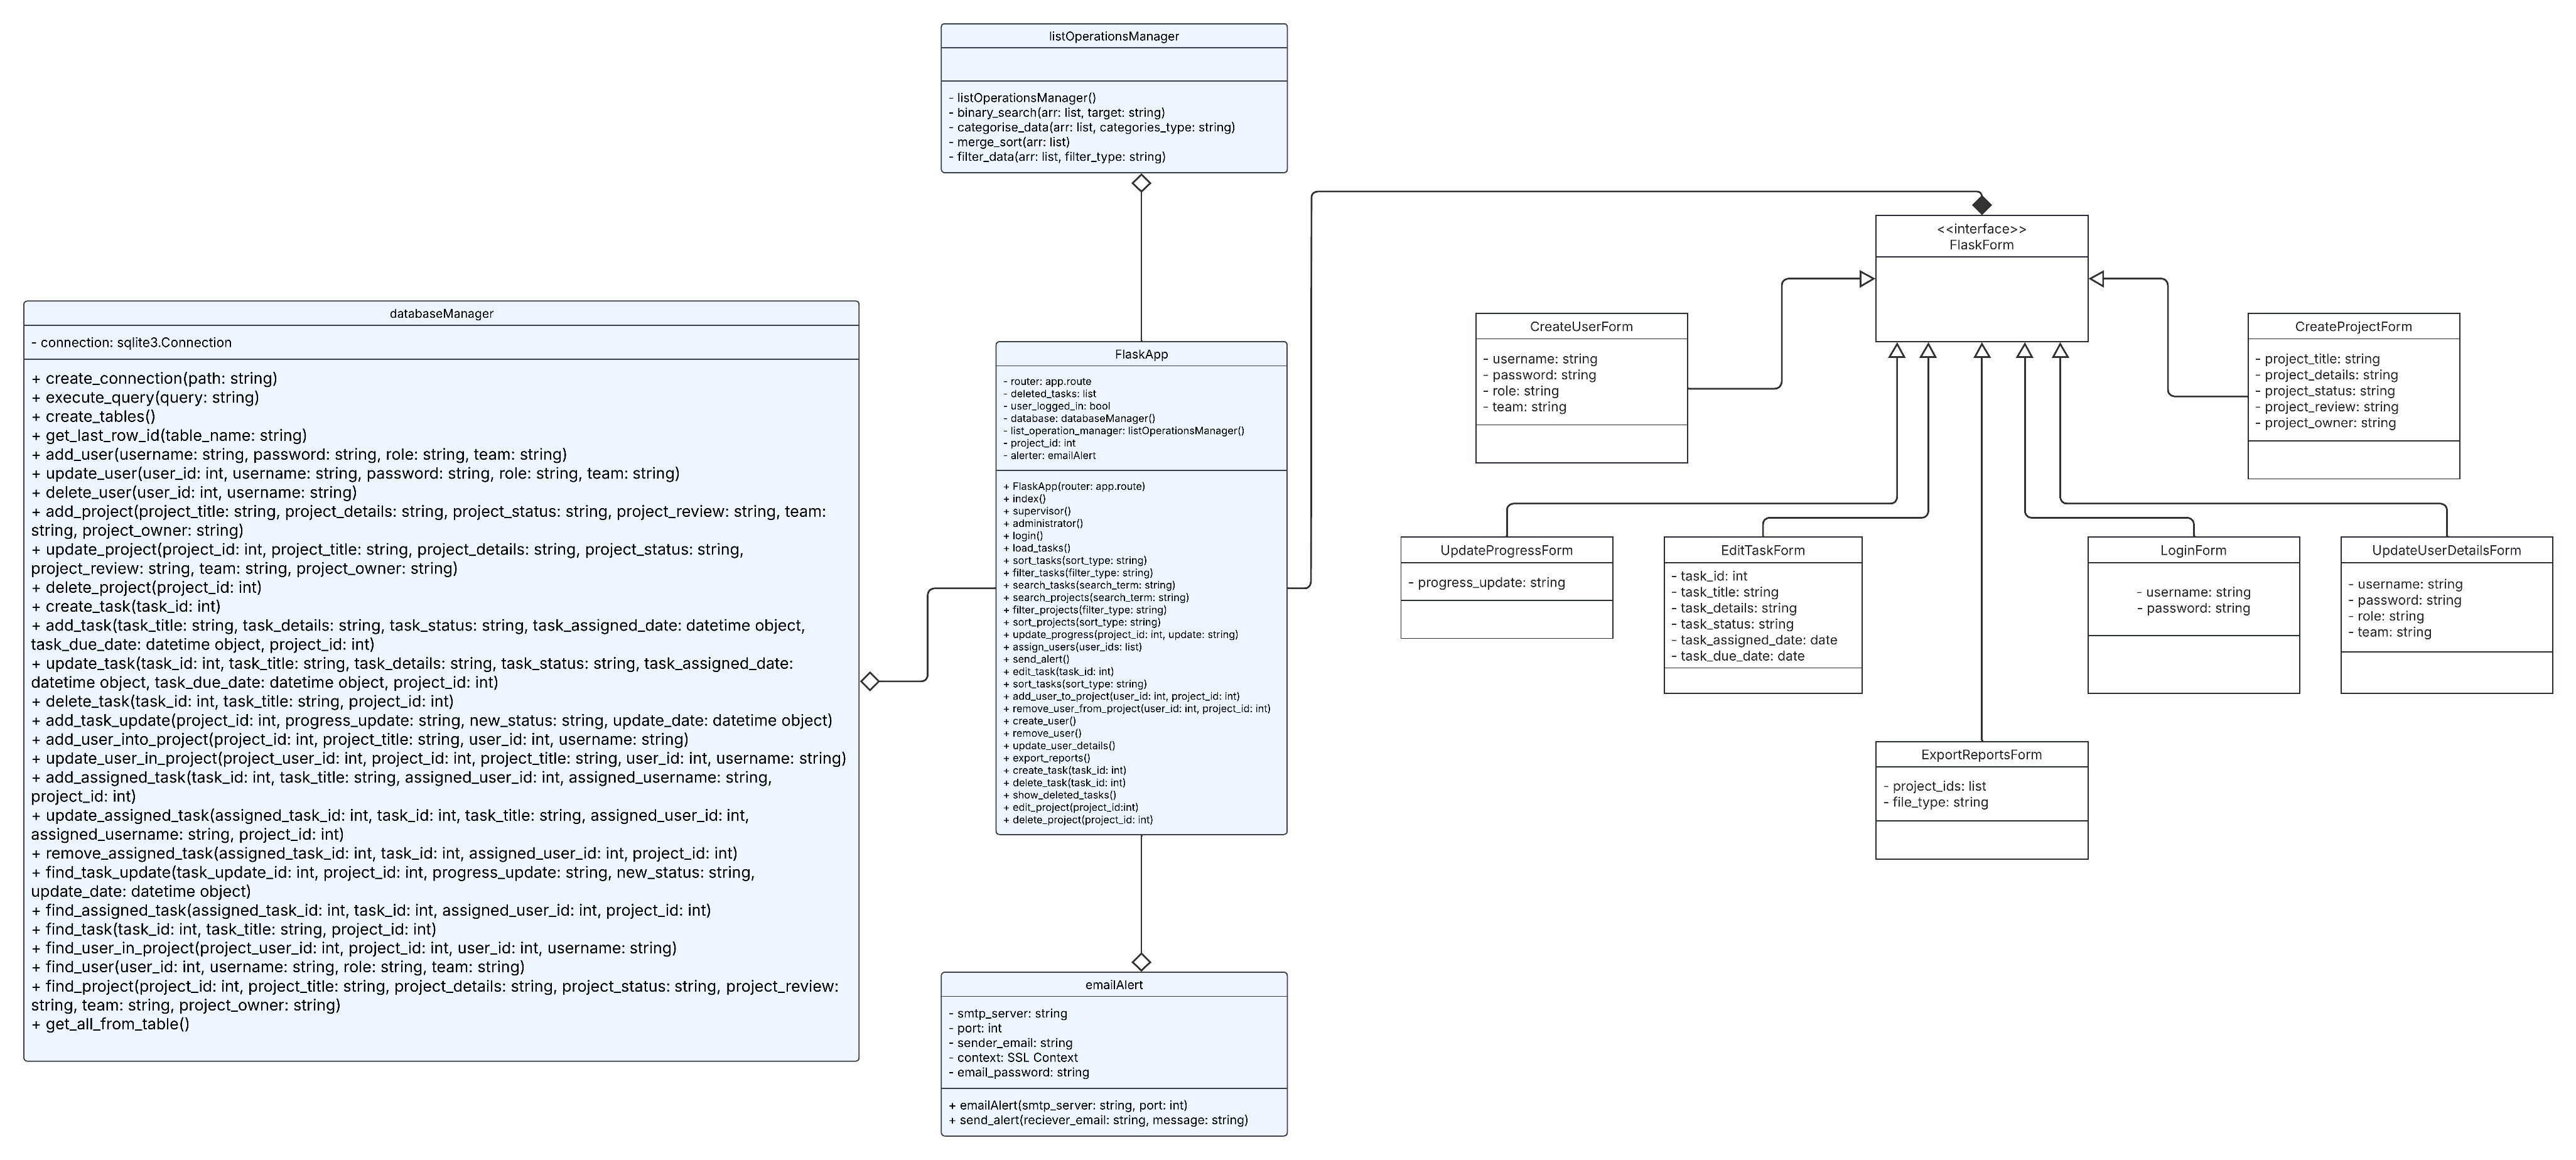 listOperationsManager
- listOperationsManager()
- binary_search(arr: list, target: string)
- categorise_data(arr: list, categories_type: string)
- merge_sort(arr: list)
- filter_data(arr: list, filter_type: string)
databaseManager
- connection: sqlite3.Connection
+ create_connection(path: string)
+ execute_query(query: string)
+ create_tables()
+ get_last_row_id(table_name: string)
+ add_user(username: string, password: string, role: string, team: string)
+ update_user(user_id: int, username: string, password: string, role: string, team: string)
+ delete_user(user_id: int, username: string)
+ add_project(project_title: string, project_details: string, project_status: string, project_review: string, team:
string, project_owner: string)
+ update_project(project_id: int, project_title: string, project_details: string, project_status: string,
project_review: string, team: string, project_owner: string)
+ delete_project(project_id: int)
+ create_task(task_id: int)
+ add_task(task_title: string, task_details: string, task_status: string, task_assigned_date: datetime object,
task_due_date: datetime object, project_id: int)
+ update_task(task_id: int, task_title: string, task_details: string, task_status: string, task_assigned_date:
datetime object, task_due_date: datetime object, project_id: int)
+ delete_task(task_id: int, task_title: string, project_id: int)
+ add_task_update(project_id: int, progress_update: string, new_status: string, update_date: datetime object)
+ add_user_into_project(project_id: int, project_title: string, user_id: int, username: string)
+ update_user_in_project(project_user_id: int, project_id: int, project_title: string, user_id: int, username: string)
+ add_assigned_task(task_id: int, task_title: string, assigned_user_id: int, assigned_username: string,
project_id: int)
+ update_assigned_task(assigned_task_id: int, task_id: int, task_title: string, assigned_user_id: int,
assigned_username: string, project_id: int)
+ remove_assigned_task(assigned_task_id: int, task_id: int, assigned_user_id: int, project_id: int)
+ find_task_update(task_update_id: int, project_id: int, progress_update: string, new_status: string,
update_date: datetime object)
+ find_assigned_task(assigned_task_id: int, task_id: int, assigned_user_id: int, project_id: int)
+ find_task(task_id: int, task_title: string, project_id: int)
+ find_user_in_project(project_user_id: int, project_id: int, user_id: int, username: string)
+ find_user(user_id: int, username: string, role: string, team: string)
+ find_project(project_id: int, project_title: string, project_details: string, project_status: string, project_review:
string, team: string, project_owner: string)
+ get_all_from_table()
FlaskApp
- router: app.route
- deleted_tasks: list
- user_logged_in: bool
- database: databaseManager()
- list_operation_manager: listOperationsManager()
- project_id: int
- alerter: emailAlert
+ FlaskApp(router: app.route)
+ index()
+ supervisor()
+ administrator()
+ login()
+ load_tasks()
+ sort_tasks(sort_type: string)
+ filter_tasks(filter_type: string)
+ search_tasks(search_term: string)
+ search_projects(search_term: string)
+ filter_projects(filter_type: string)
+ sort_projects(sort_type: string)
+ update_progress(project_id: int, update: string)
+ assign_users(user_ids: list)
+ send_alert()
+ edit_task(task_id: int)
+ sort_tasks(sort_type: string)
+ add_user_to_project(user_id: int, project_id: int)
+ remove_user_from_project(user_id: int, project_id: int)
+ create_user()
+ remove_user()
+ update_user_details()
+ export_reports()
+ create_task(task_id: int)
+ delete_task(task_id: int)
+ show_deleted_tasks()
+ edit_project(project_id:int)
+ delete_project(project_id: int)
emailAlert
- smtp_server: string
- port: int
- sender_email: string
- context: SSL Context
- email_password: string
+ emailAlert(smtp_server: string, port: int)
+ send_alert(reciever_email: string, message: string)
<<interface>>
FlaskForm
CreateUserForm
- username: string
- password: string
- role: string
- team: string
CreateProjectForm
- project_title: string
- project_details: string
- project_status: string
- project_review: string
- project_owner: string
UpdateProgressForm
- progress_update: string
EditTaskForm
- task_id: int
- task_title: string
- task_details: string
- task_status: string
- task_assigned_date: date
- task_due_date: date
LoginForm
- username: string
- password: string
UpdateUserDetailsForm
- username: string
- password: string
- role: string
- team: string
ExportReportsForm
- project_ids: list
- file_type: string